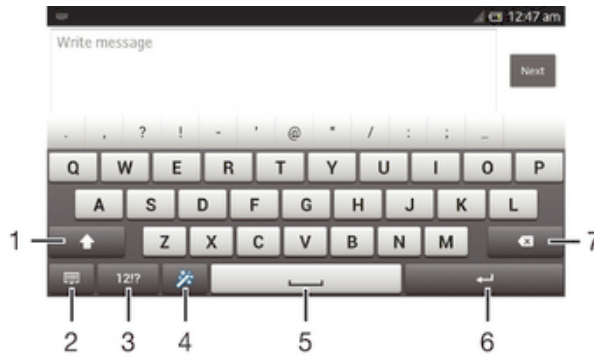 12:47 am
Write message
Next
. , ? ! - ' @ " / : ; _
Q W E R T Y U I O P
A S D F G H J K L
1 Z X C V B N M 7
12!?
2 3 4 5 6